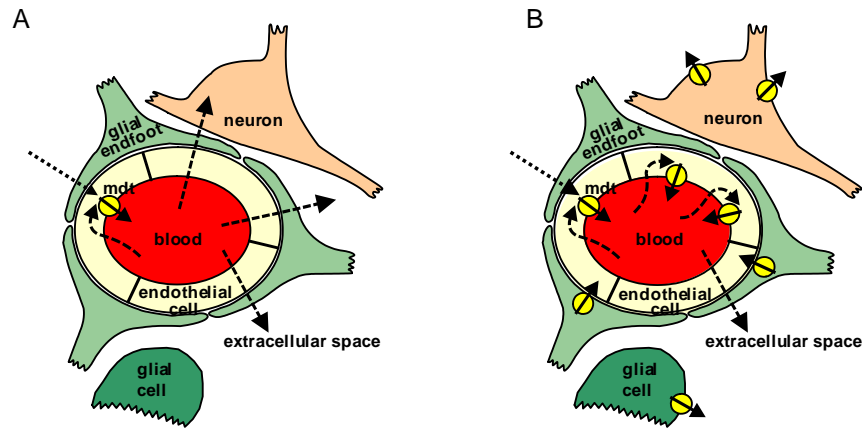 A
neuron
glial
endfoot
mdt
blood
endothelial
cell
extracellular space
glial
cell
B
neuron
glial
endfoot
mdt
blood
endothelial
cell
extracellular space
glial
cell